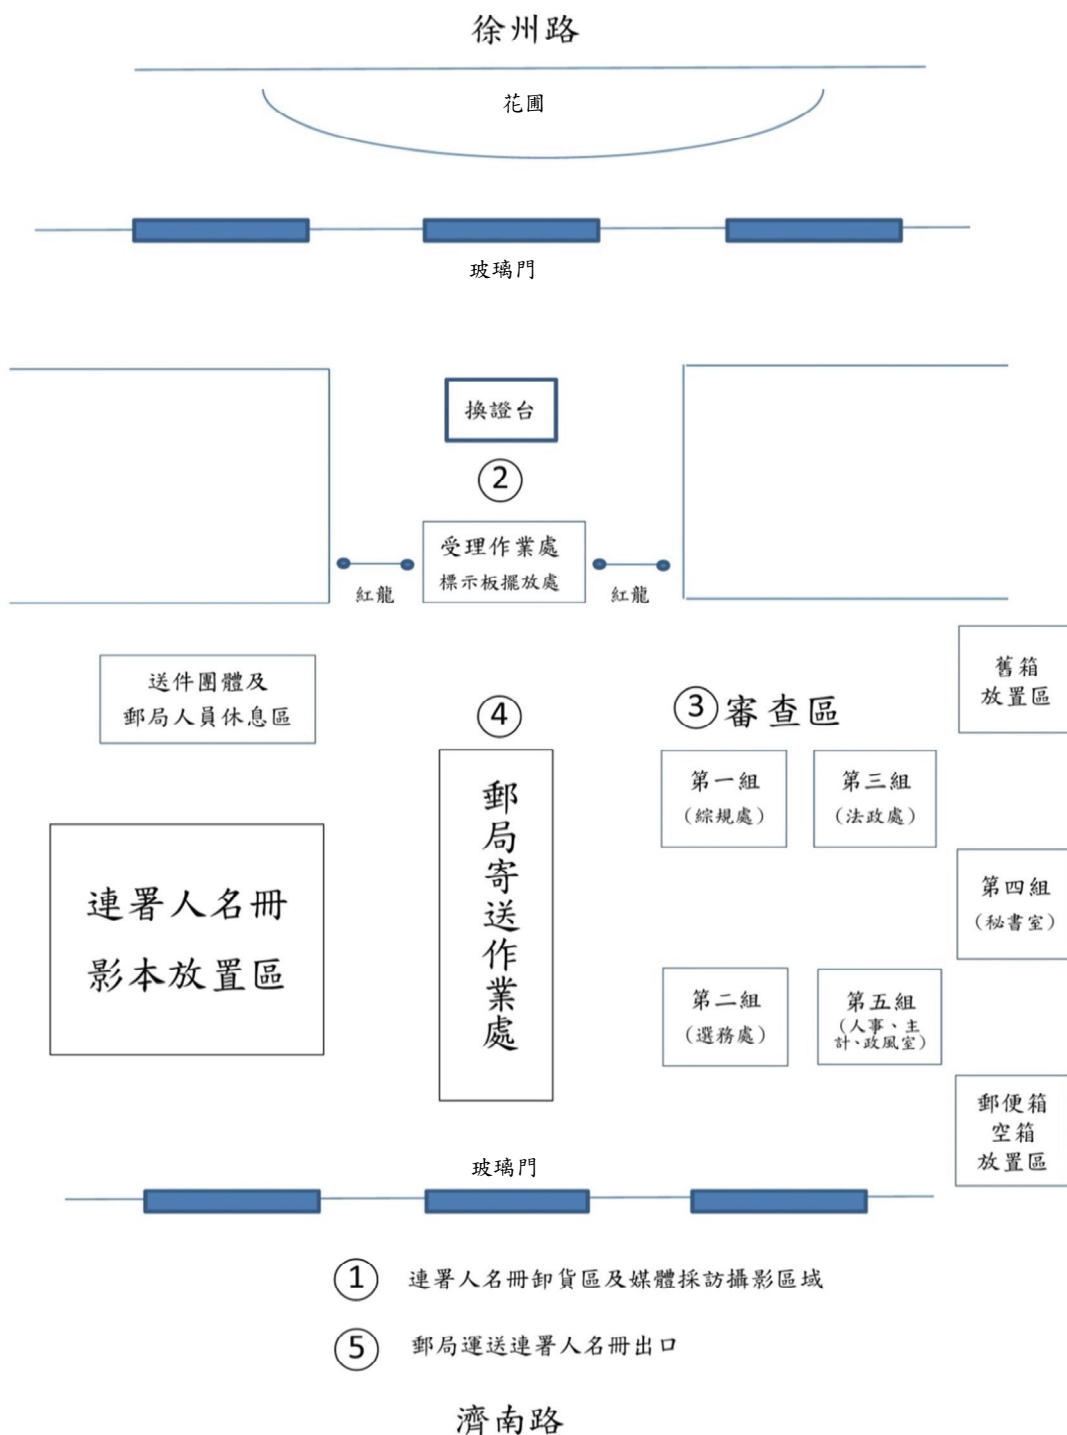 徐州路
花圃
玻璃門
換證台
②
受理作業處
標示板擺放處
紅龍
紅龍
送件團體及
郵局人員休息區
④
③審查區
舊箱
放置區
郵局寄送作業處
第一組
(綜規處)
第三組
(法政處)
連署人名冊
影本放置區
第四組
(秘書室)
第二組
(選務處)
第五組
(人事、主
計、政風室)
郵便箱
空箱
放置區
玻璃門
① 連署人名冊卸貨區及媒體採訪攝影區域
⑤ 郵局運送連署人名冊出口
濟南路